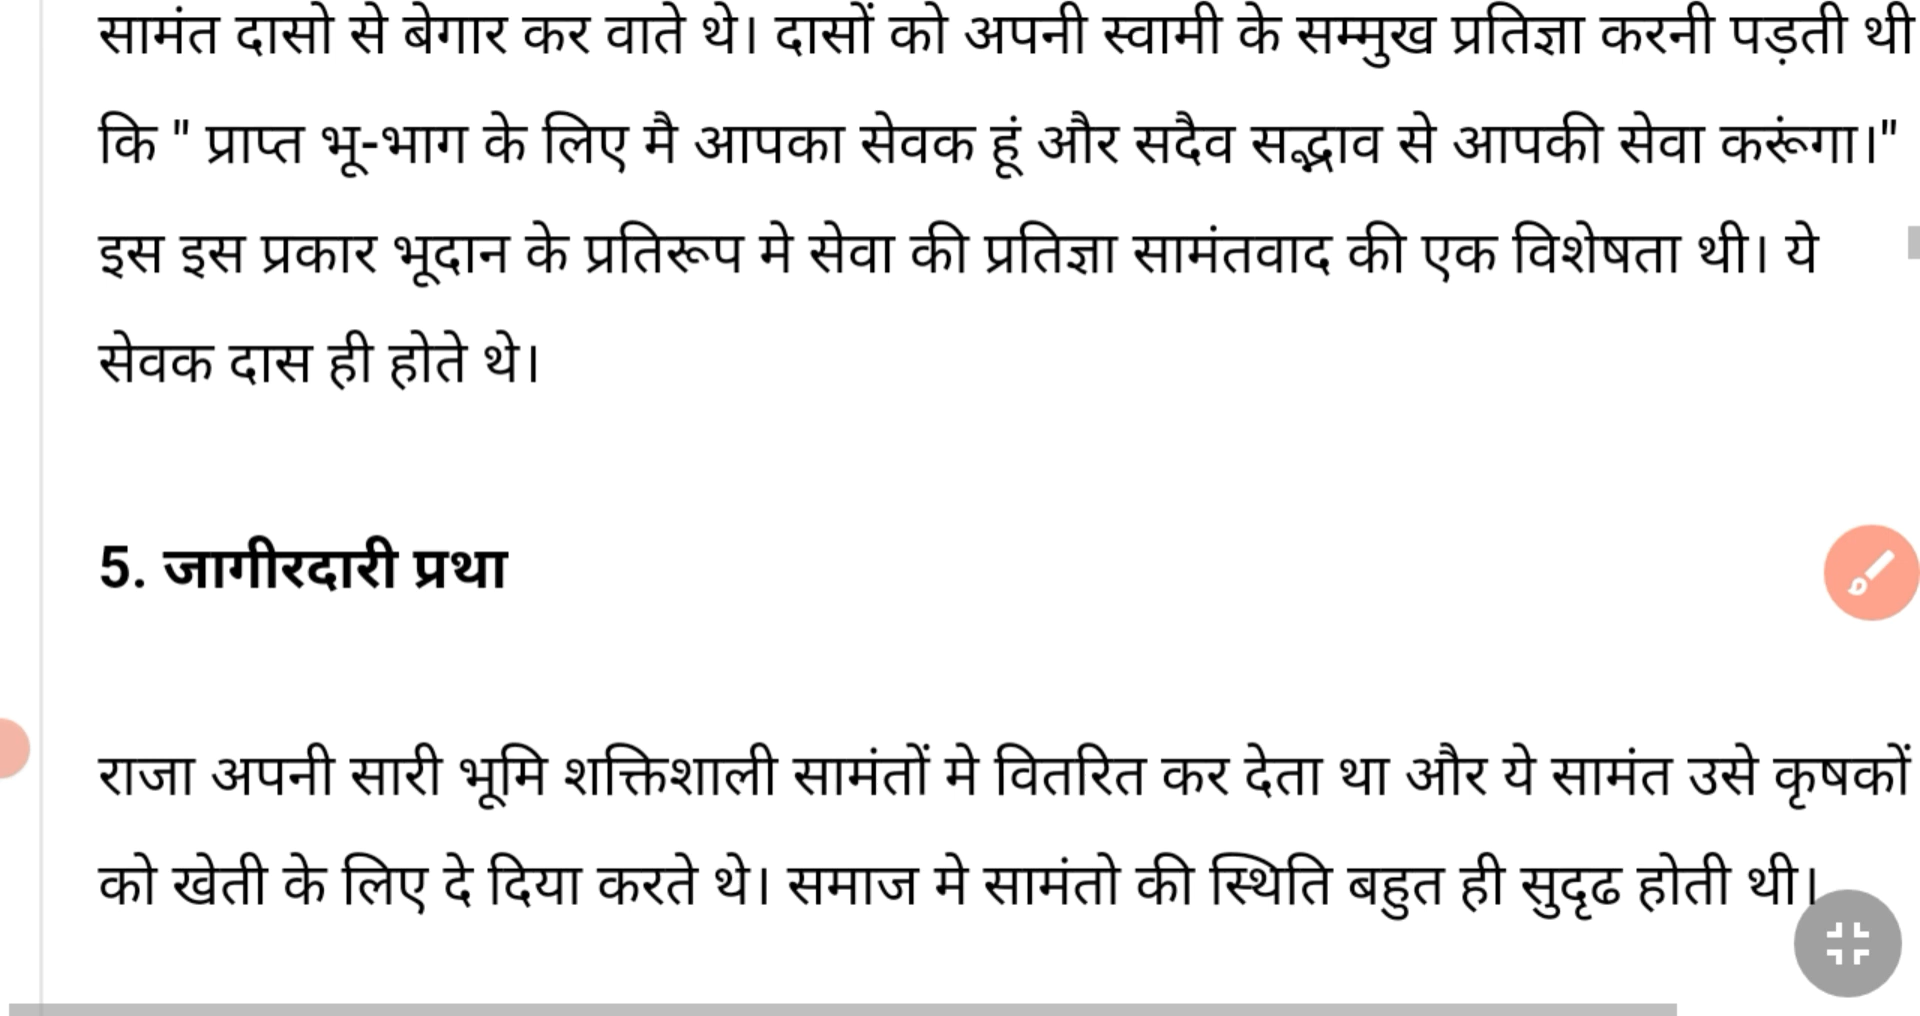 सामंत दासो से बेगार कर वाते थे। दासों को अपनी स्वामी के सम्मुख प्रतिज्ञा करनी पड़ती थी
कि " प्राप्त भू-भाग के लिए मै आपका सेवक हूं और सदैव सद्भाव से आपकी सेवा करूंगा।"
इस इस प्रकार भूदान के प्रतिरूप मे सेवा की प्रतिज्ञा सामंतवाद की एक विशेषता थी। ये
सेवक दास ही होते थे।
5. जागीरदारी प्रथा
राजा अपनी सारी भूमि शक्तिशाली सामंतों मे वितरित कर देता था और ये सामंत उसे कृषकों
को खेती के लिए दे दिया करते थे। समाज मे सामंतो की स्थिति बहुत ही सुदृढ होती थी।